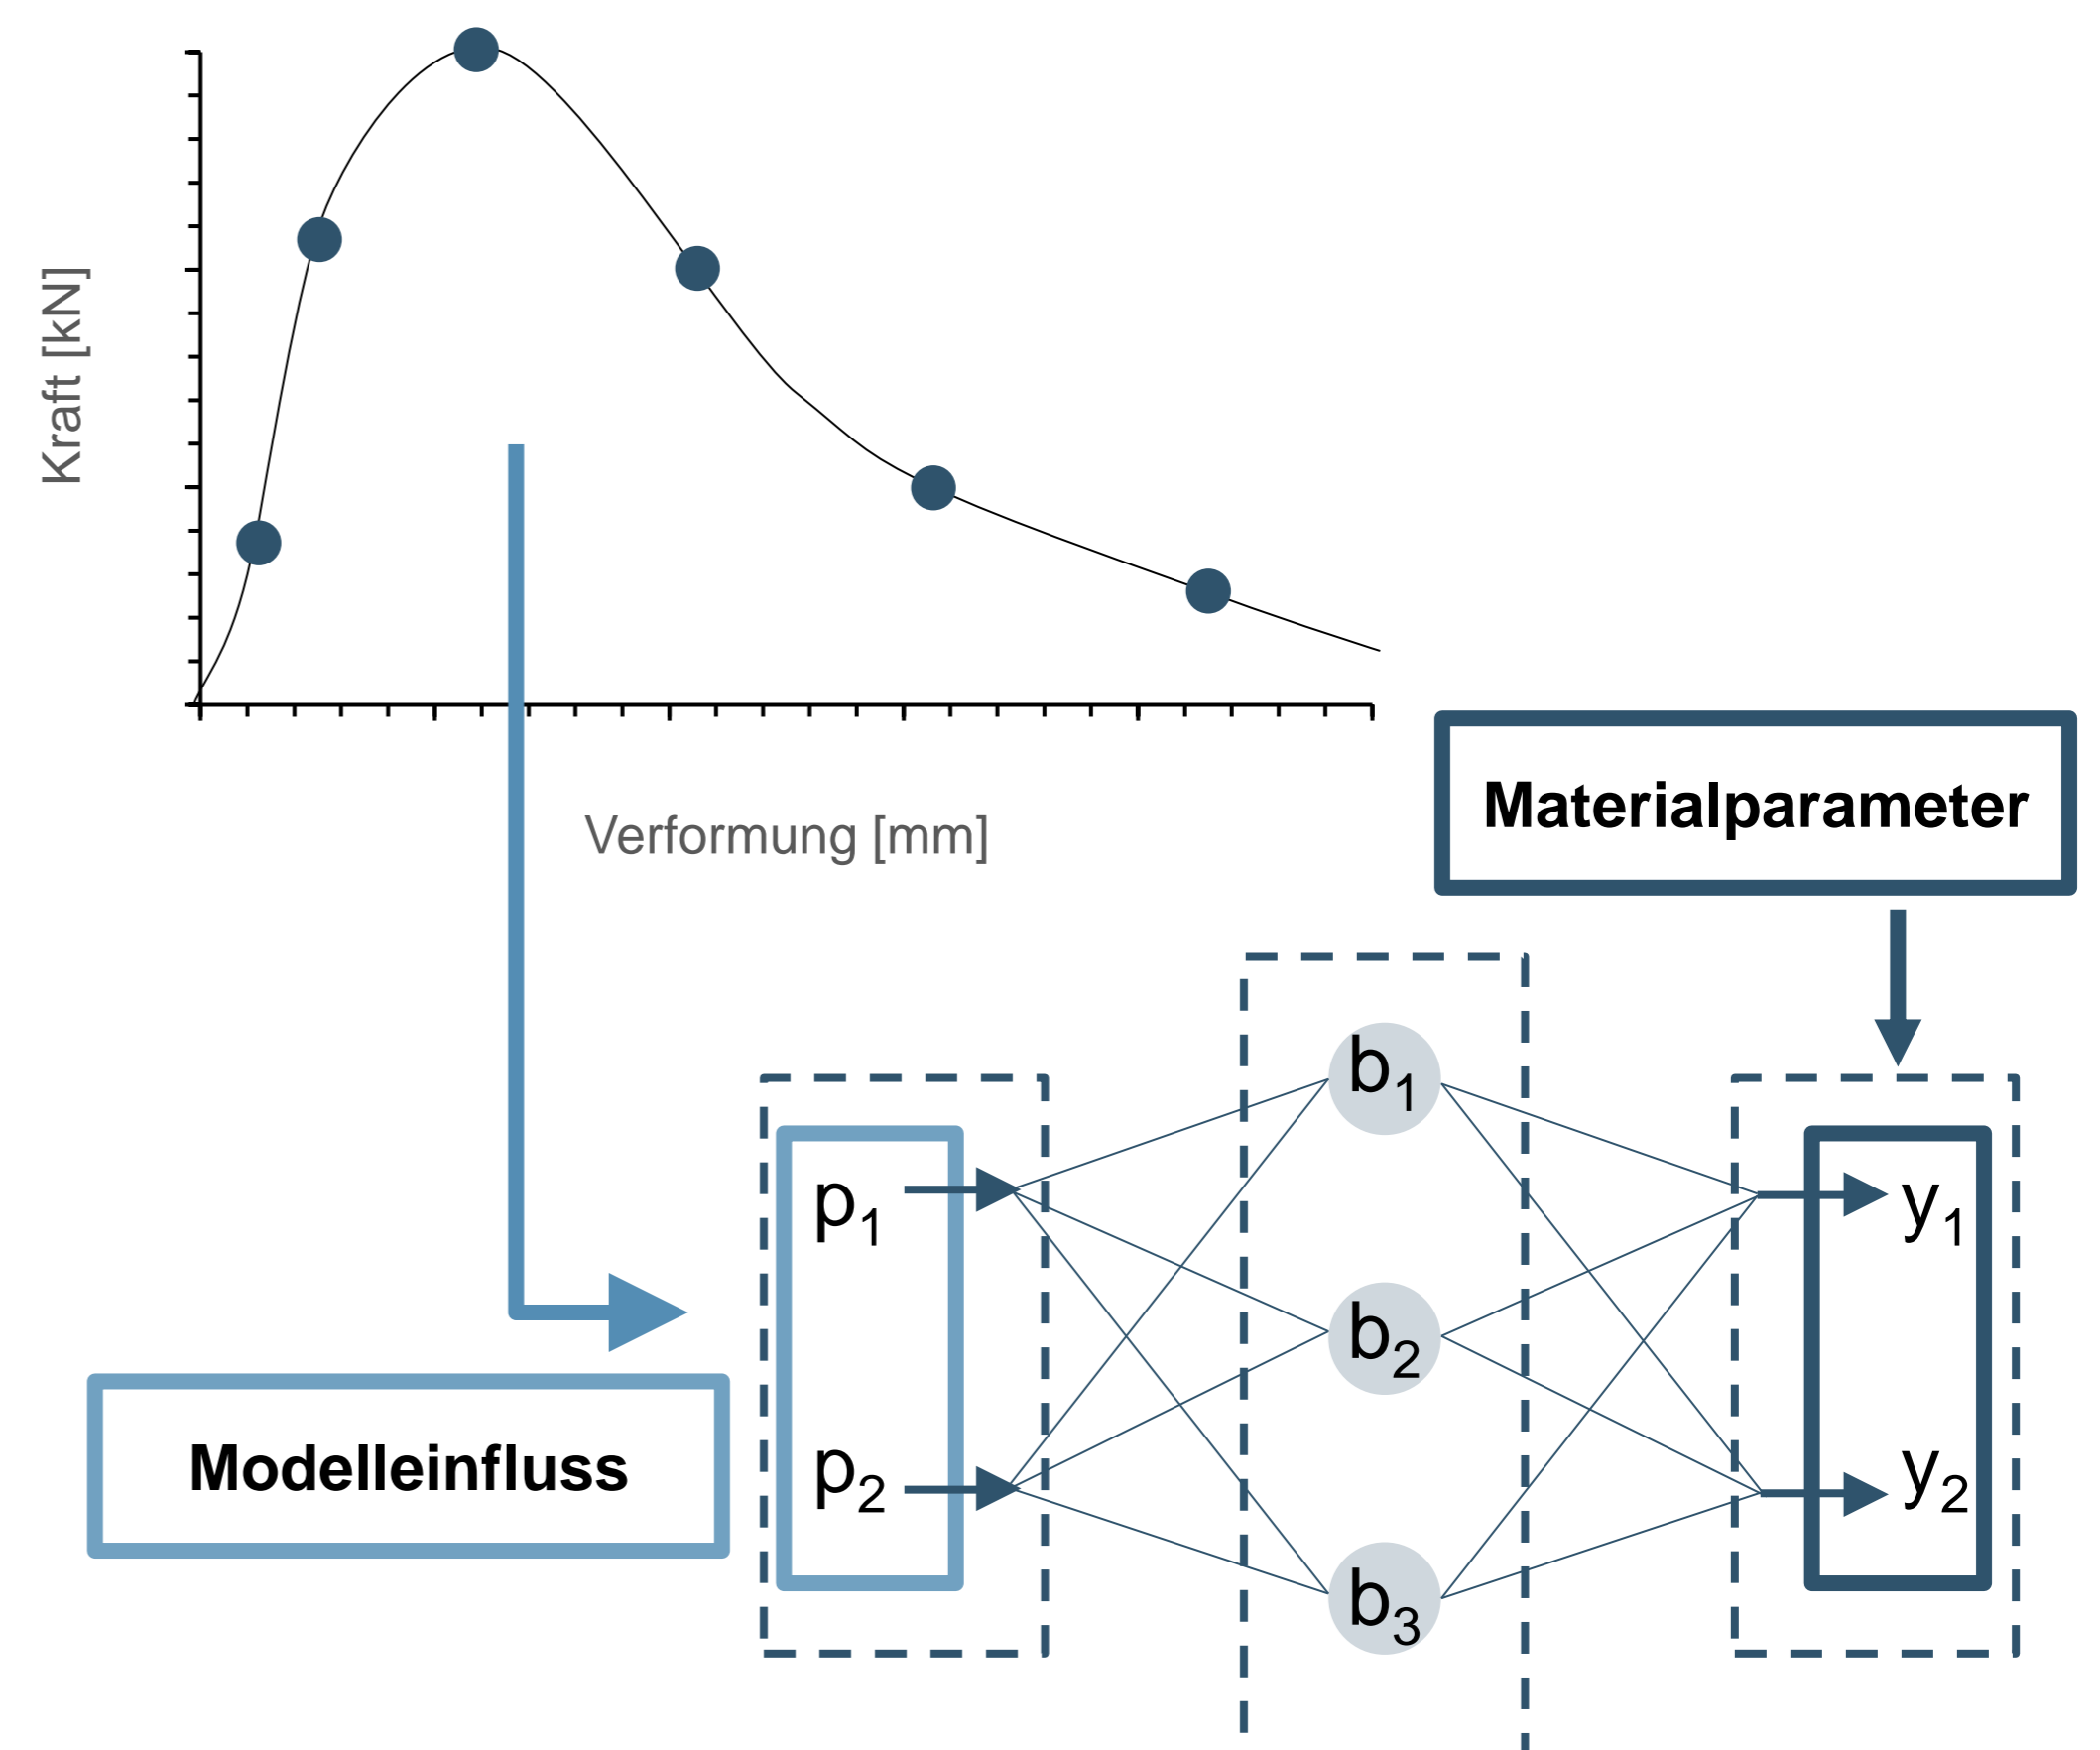 Kraft [kN]
Verformung [mm]
Materialparameter
Modelleinfluss
p1
p2
b1
b2
b3
y1
y2